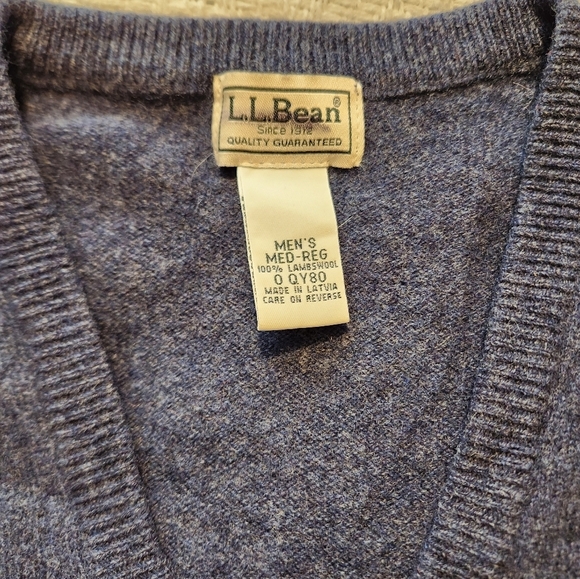 L.L.Bean®
Since 1912
QUALITY GUARANTEED
MEN'S
MED-REG
100% LAMBSWOOL
0 QY80
MADE IN LATVIA
CARE ON REVERSE